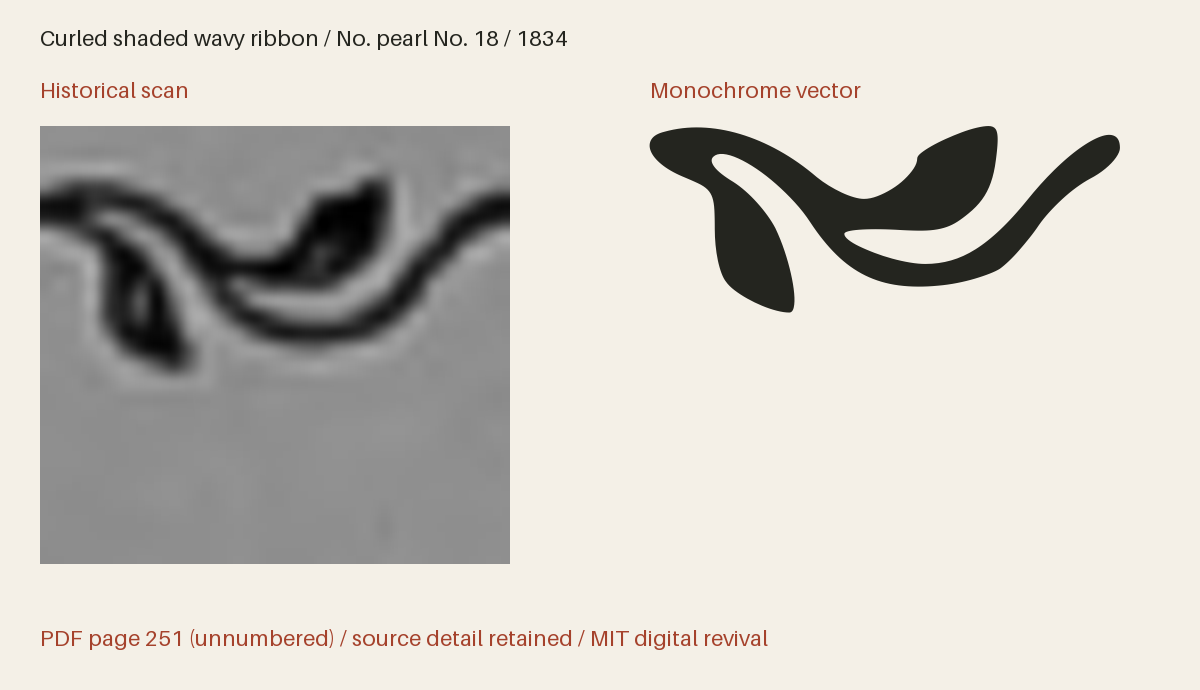 Curled shaded wavy ribbon / No. pearl No. 18 / 1834
Historical scan
Monochrome vector
PDF page 251 (unnumbered) / source detail retained / MIT digital revival